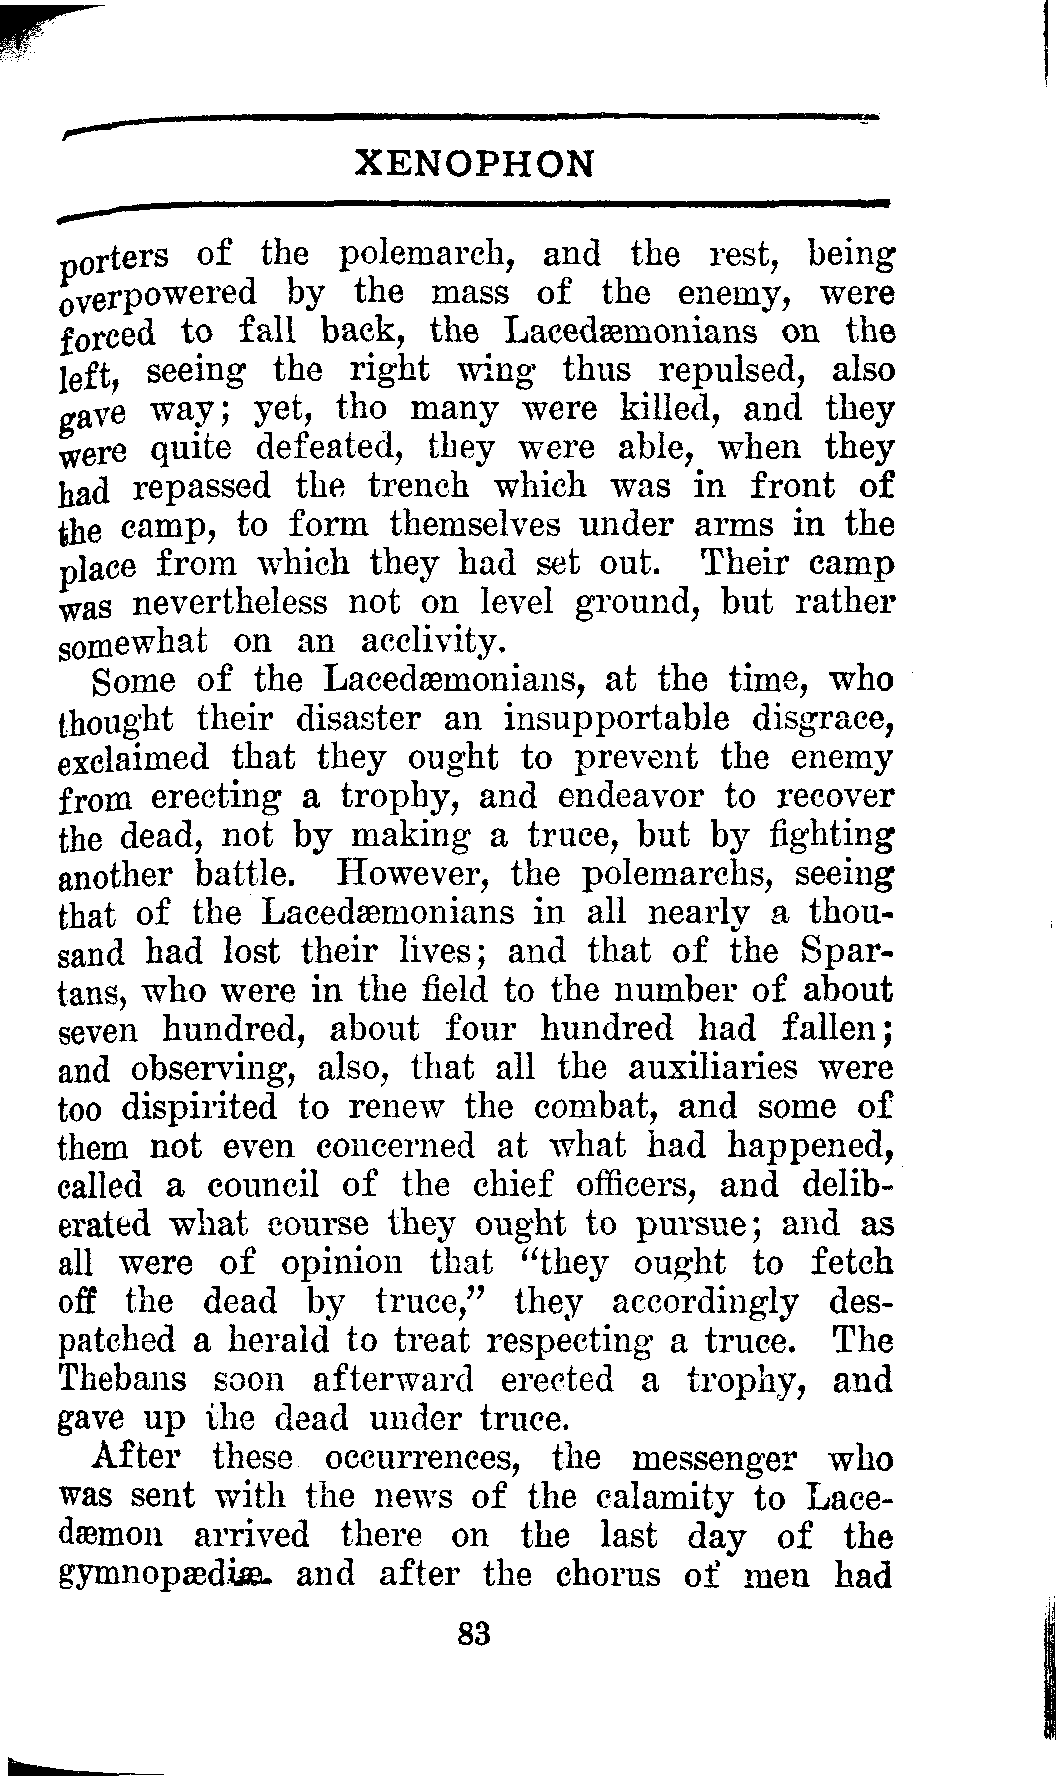 XENOPHON
porters of the polemarch, and the rest, being
overpowered by the mass of the enemy, were
forced to fall back, the Lacedæmonians on the
left, seeing the right wing thus repulsed, also
gave way; yet, tho many were killed, and they
were quite defeated, they were able, when they
had repassed the trench which was in front of
the camp, to form themselves under arms in the
place from which they had set out. Their camp
was nevertheless not on level ground, but rather
somewhat on an acclivity.
Some of the Lacedæmonians, at the time, who
thought their disaster an insupportable disgrace,
exclaimed that they ought to prevent the enemy
from erecting a trophy, and endeavor to recover
the dead, not by making a truce, but by fighting
another battle. However, the polemarchs, seeing
that of the Lacedæmonians in all nearly a thou-
sand had lost their lives; and that of the Spar-
tans, who were in the field to the number of about
seven hundred, about four hundred had fallen;
and observing, also, that all the auxiliaries were
too dispirited to renew the combat, and some of
them not even concerned at what had happened,
called a council of the chief officers, and delib-
erated what course they ought to pursue; and as
all were of opinion that "they ought to fetch
off the dead by truce," they accordingly des-
patched a herald to treat respecting a truce. The
Thebans soon afterward erected a trophy, and
gave up the dead under truce.
After these occurrences, the messenger who
was sent with the news of the calamity to Lace-
dæmon arrived there on the last day of the
gymnopædiæ. and after the chorus of men had
83